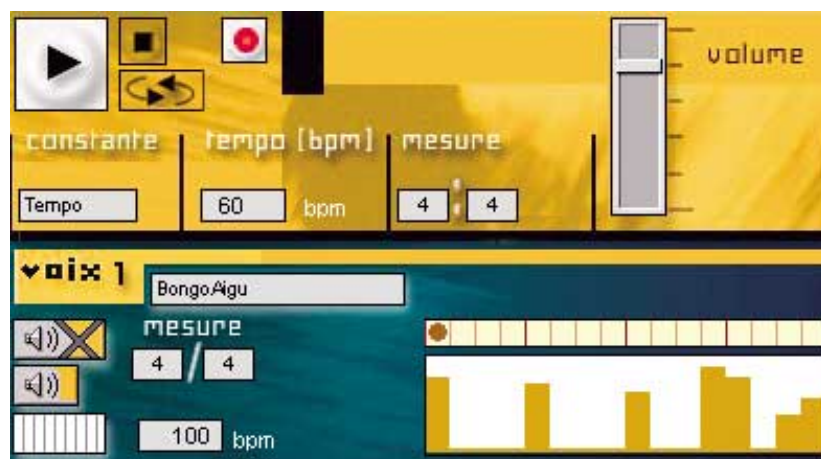 volume
constante tempo [bpm] mesure
Tempo 60 bpm 4 : 4
voix 1 BongoAigu
mesure
4 / 4
100 bpm